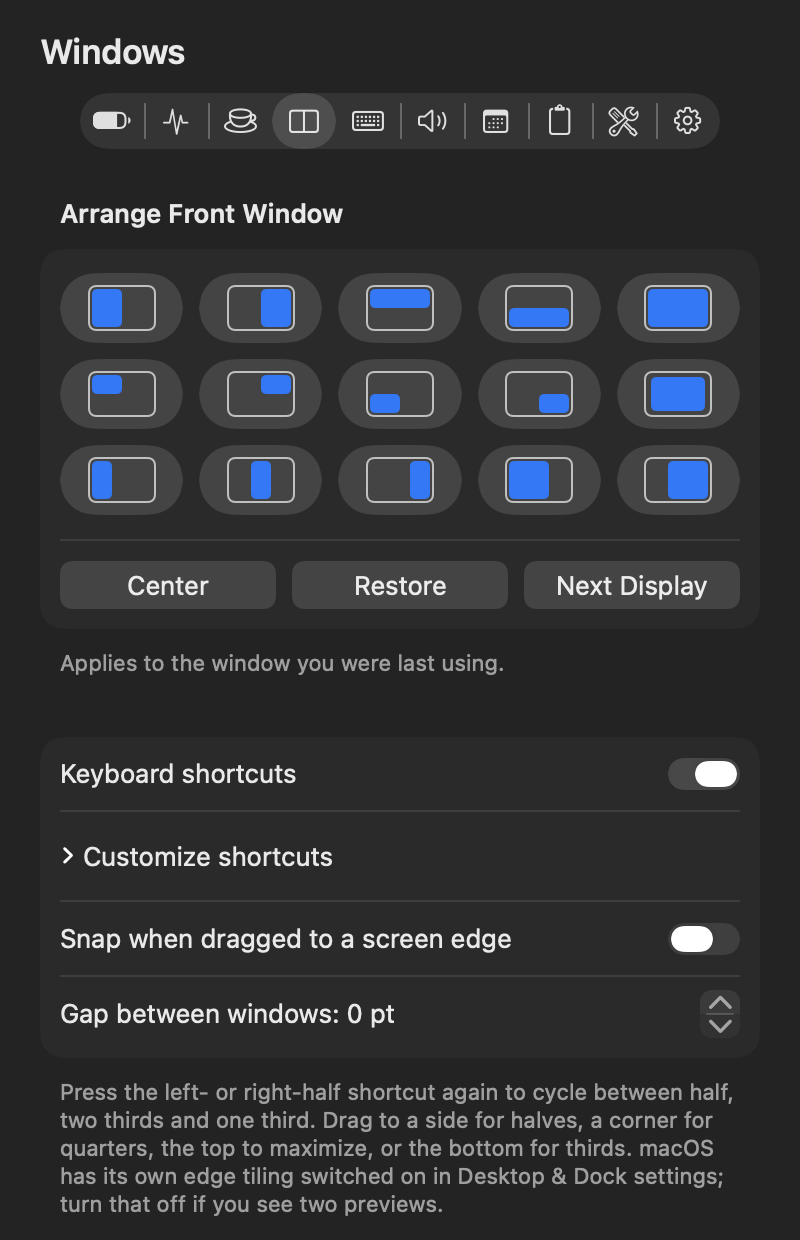 Windows
Arrange Front Window
Center
Restore
Next Display
Applies to the window you were last using.
Keyboard shortcuts
Customize shortcuts
Snap when dragged to a screen edge
Gap between windows: 0 pt
Press the left- or right-half shortcut again to cycle between half,
two thirds and one third. Drag to a side for halves, a corner for
quarters, the top to maximize, or the bottom for thirds. macOS
has its own edge tiling switched on in Desktop & Dock settings;
turn that off if you see two previews.